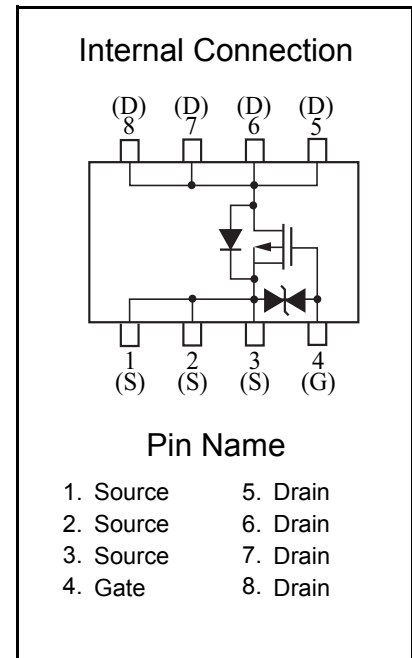 Internal Connection
(D) (D) (D) (D)
8 7 6 5
1 2 3 4
(S) (S) (S) (G)
Pin Name
1. Source 5. Drain
2. Source 6. Drain
3. Source 7. Drain
4. Gate 8. Drain